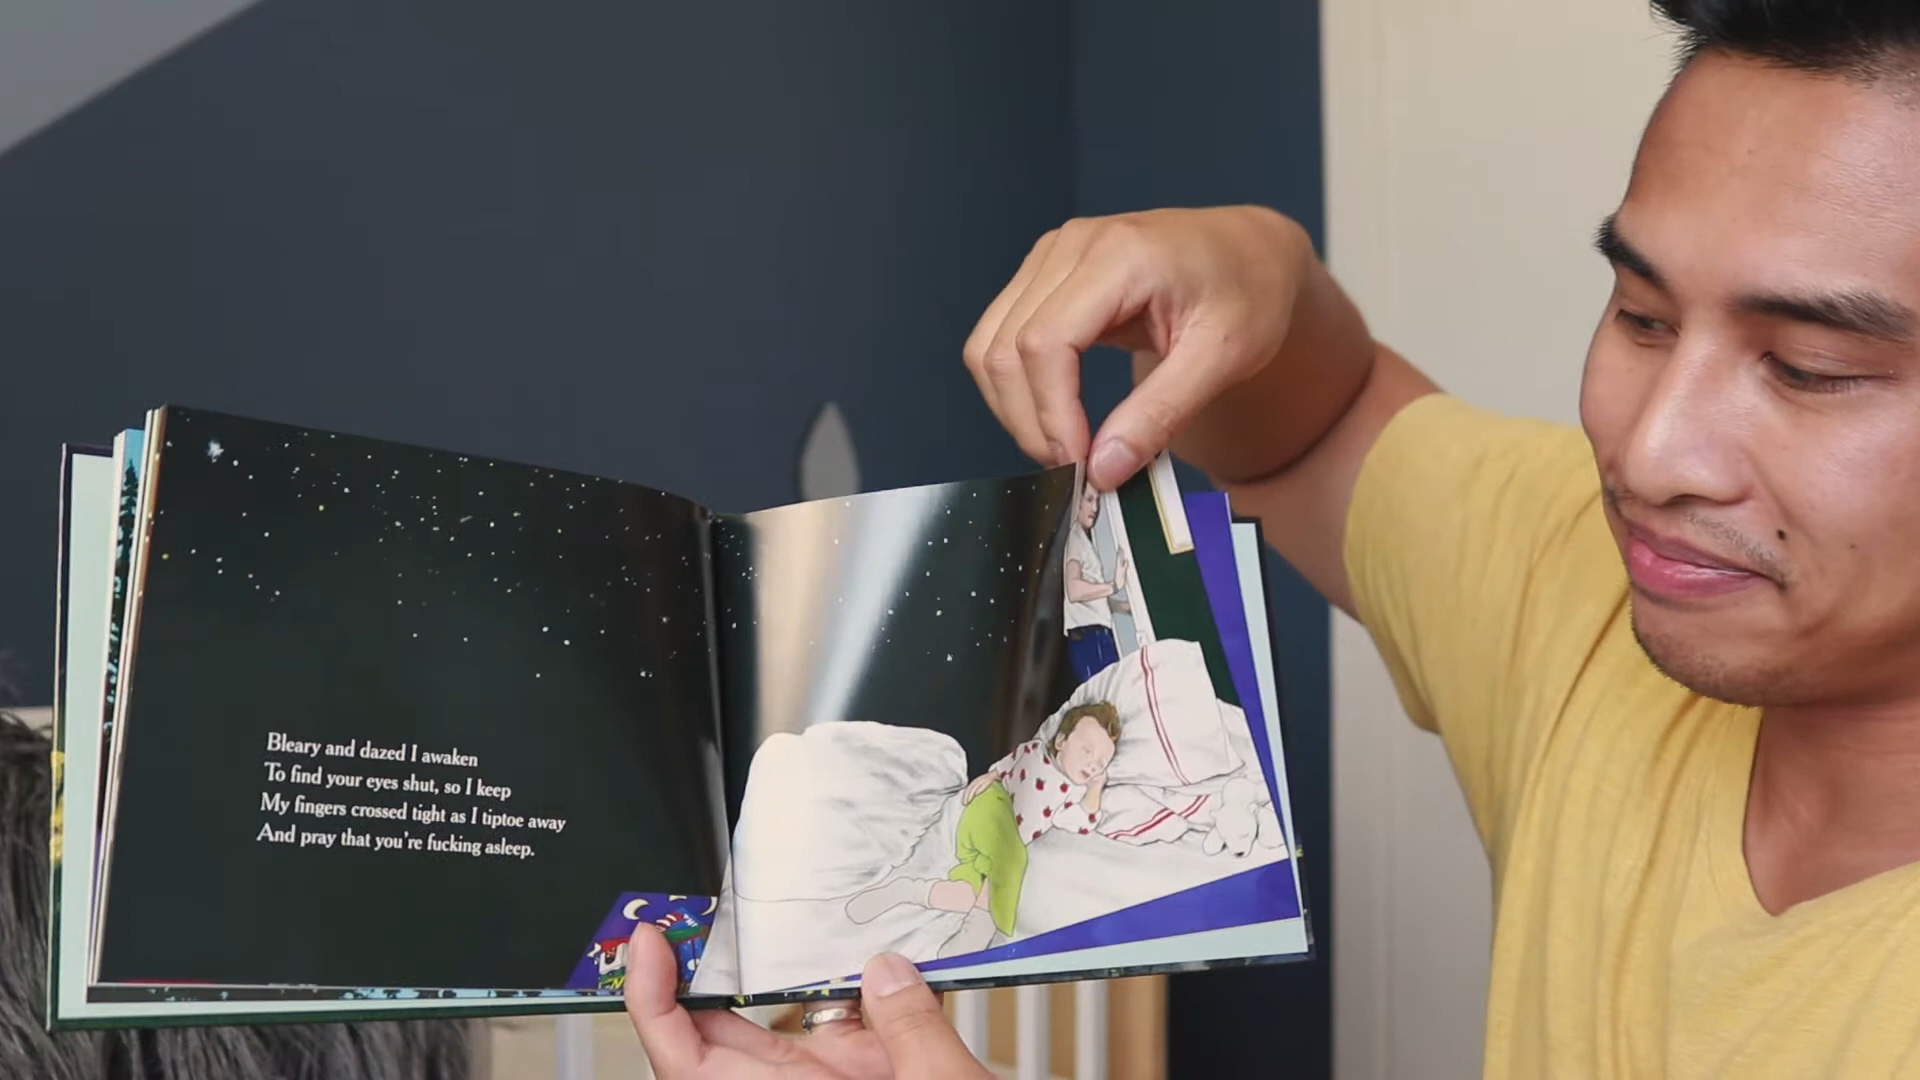 Bleary and dazed I awaken
To find your eyes shut, so I keep
My fingers crossed tight as I tiptoe away
And pray that you're fucking asleep.